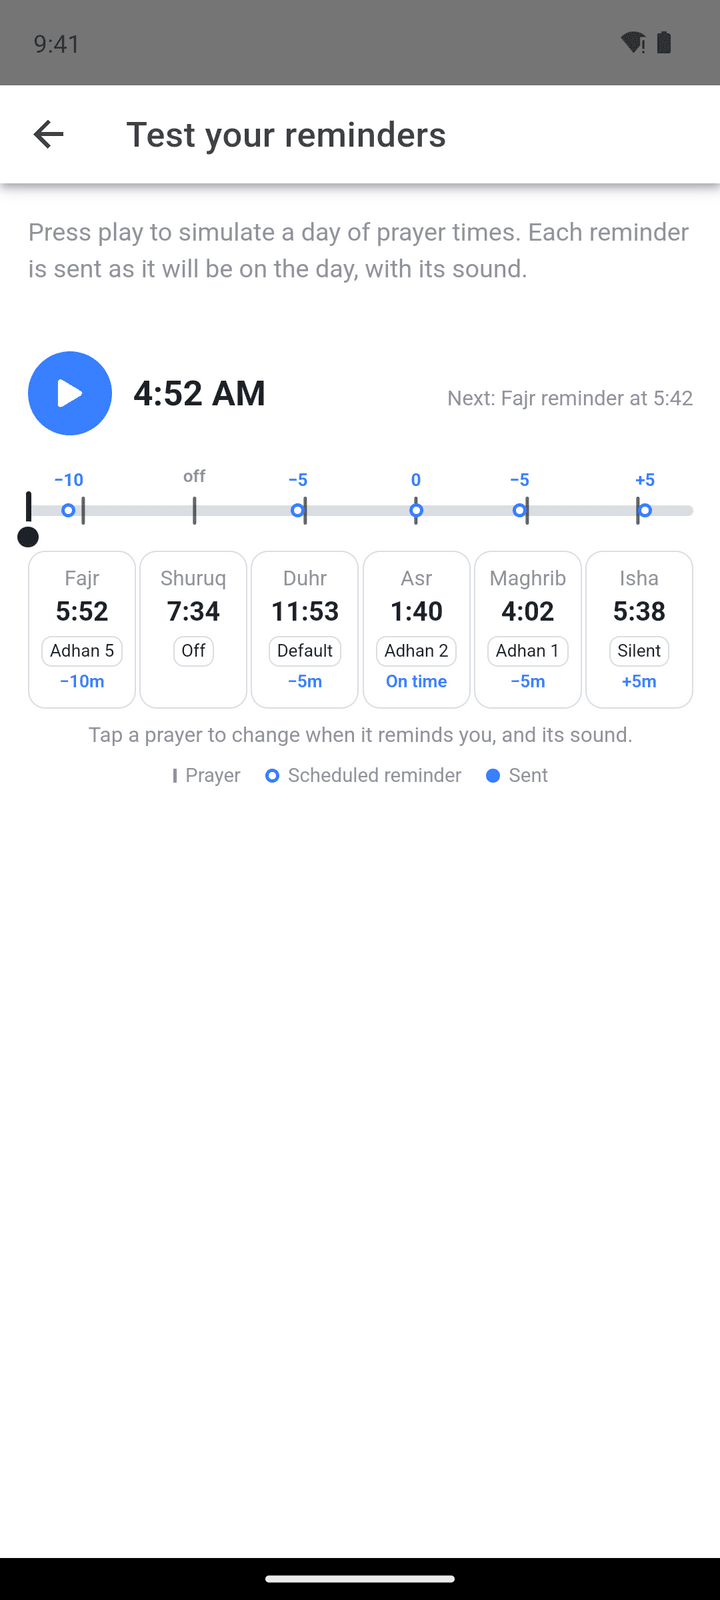 9:41
Test your reminders
Press play to simulate a day of prayer times. Each reminder
is sent as it will be on the day, with its sound.
4:52 AM
Next: Fajr reminder at 5:42
−10 off −5 0 −5 +5
Fajr Shuruq Duhr Asr Maghrib Isha
5:52 7:34 11:53 1:40 4:02 5:38
Adhan 5 Off Default Adhan 2 Adhan 1 Silent
−10m −5m On time −5m +5m
Tap a prayer to change when it reminds you, and its sound.
Prayer Scheduled reminder Sent